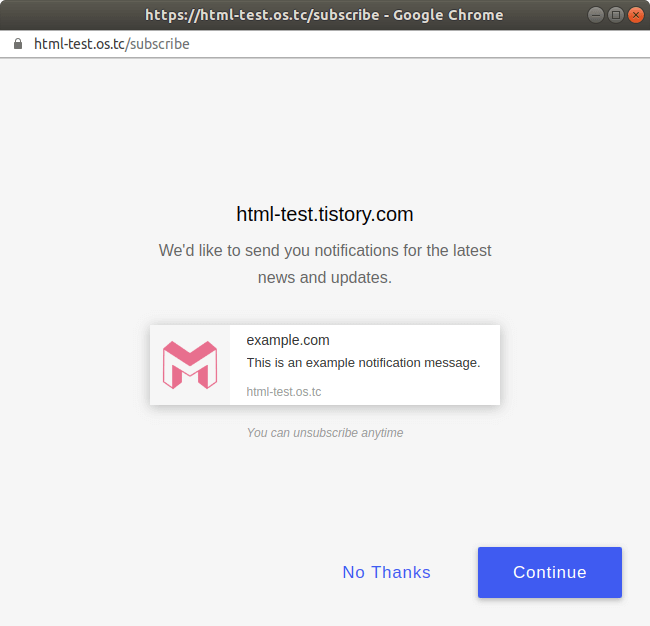 https://html-test.os.tc/subscribe - Google Chrome
html-test.os.tc/subscribe
html-test.tistory.com
We'd like to send you notifications for the latest
news and updates.
example.com
This is an example notification message.
html-test.os.tc
You can unsubscribe anytime
No Thanks
Continue